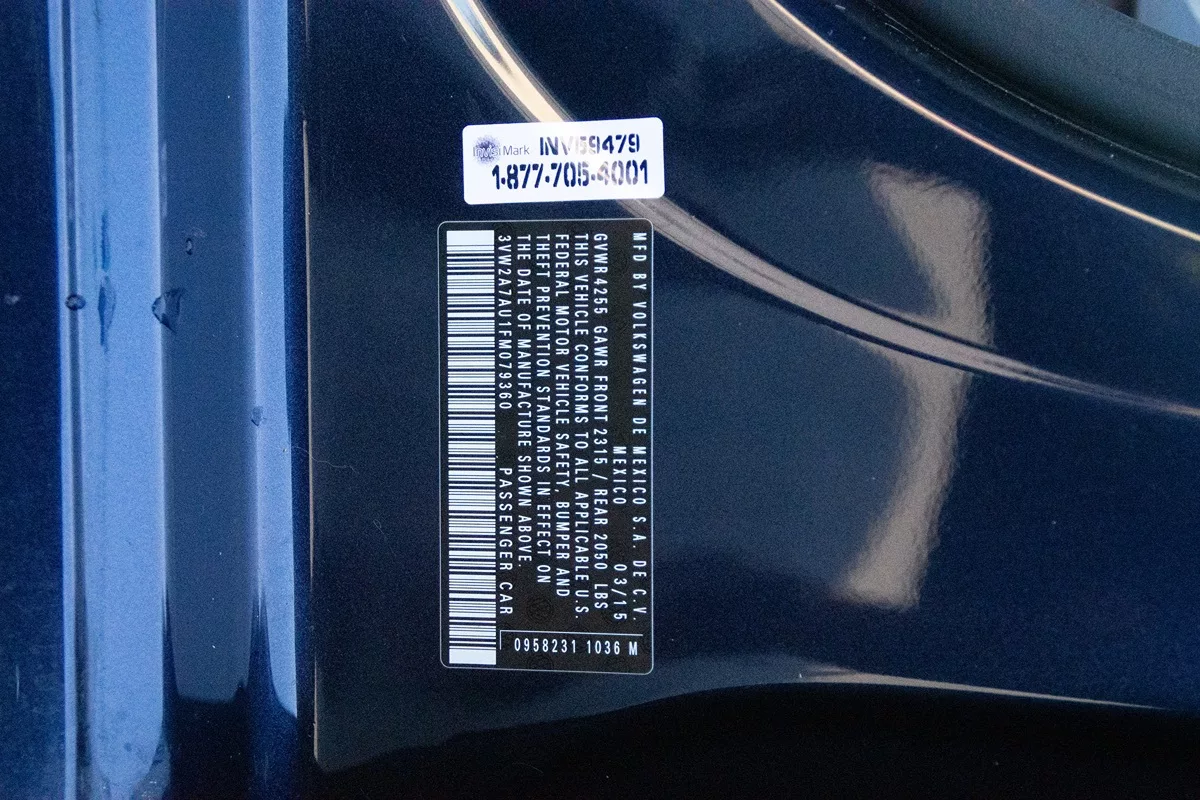 InvisiMark INV69479
1-877-705-4001
MFD BY VOLKSWAGEN DE MEXICO S.A. DE C.V.
MEXICO 03/15
GVWR 4255 GAWR FRONT 2315 / REAR 2050 LBS
THIS VEHICLE CONFORMS TO ALL APPLICABLE U.S.
FEDERAL MOTOR VEHICLE SAFETY, BUMPER AND
THEFT PREVENTION STANDARDS IN EFFECT ON
THE DATE OF MANUFACTURE SHOWN ABOVE.
3VW2A7AU1FM079360 PASSENGER CAR
0958231 1036 M